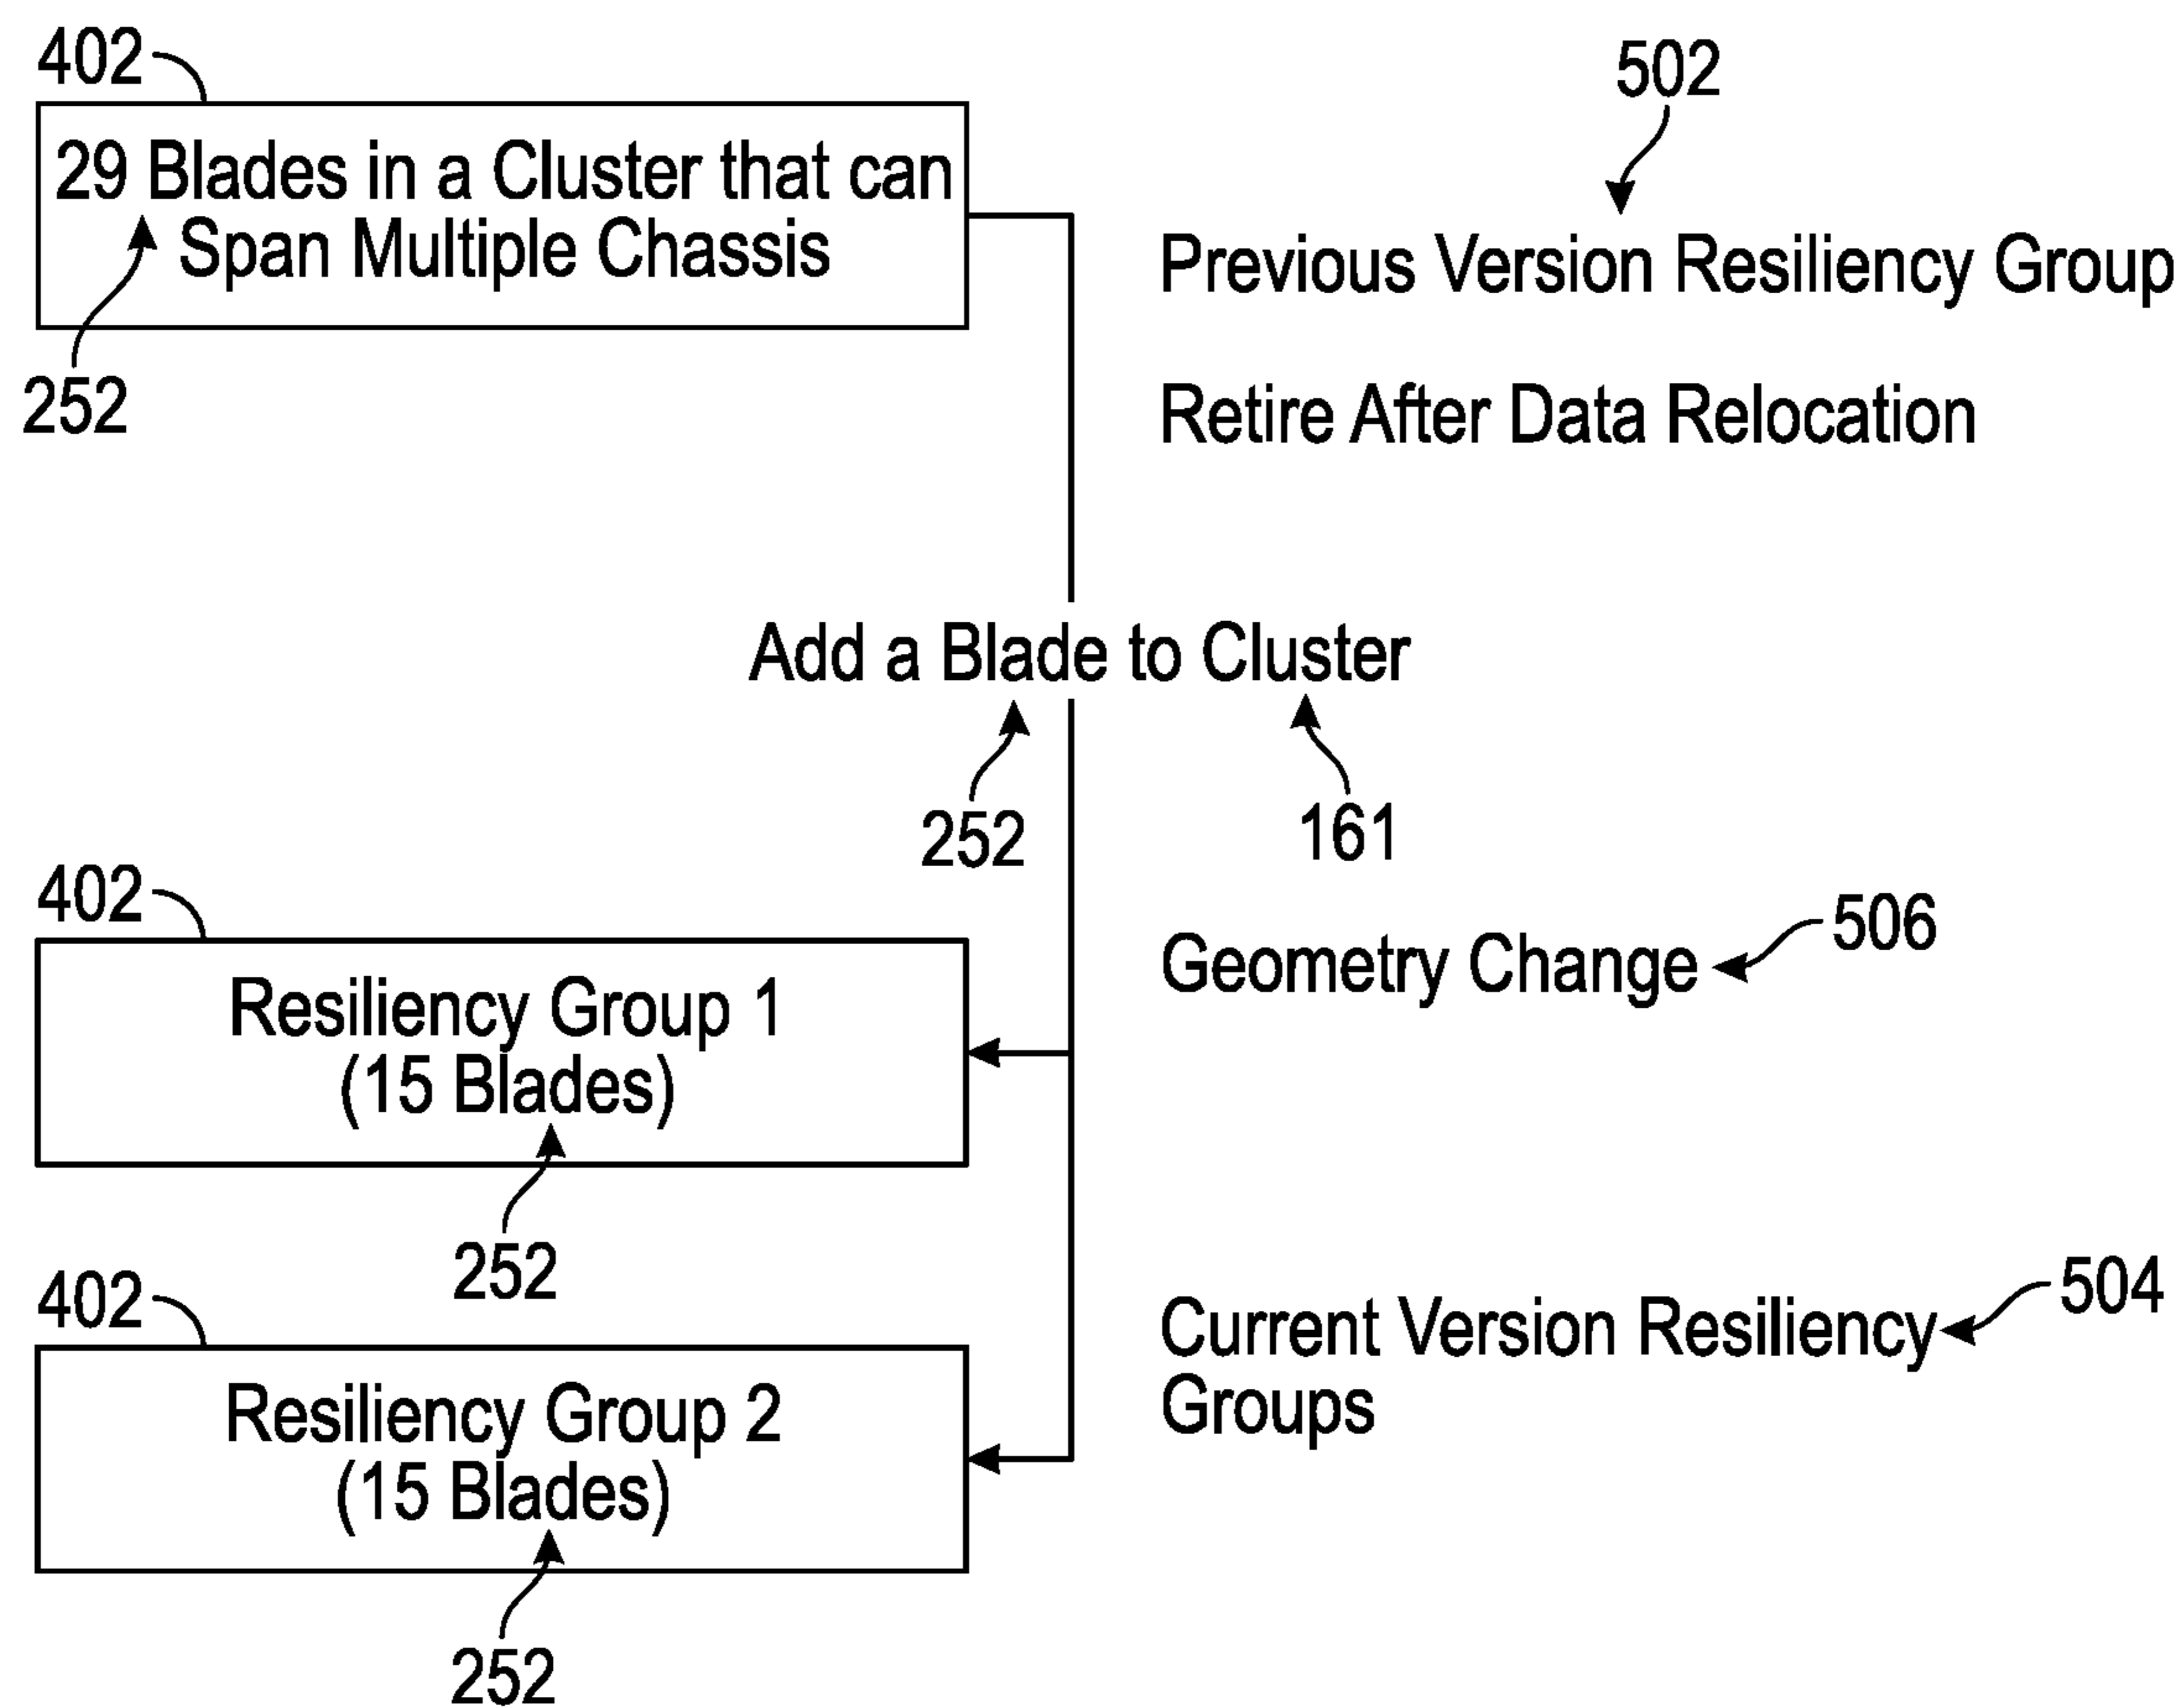 402
502
29 Blades in a Cluster that can
Span Multiple Chassis
Previous Version Resiliency Group
252
Retire After Data Relocation
Add a Blade to Cluster
252
161
402
506
Geometry Change
Resiliency Group 1
(15 Blades)
252
402
504
Current Version Resiliency
Groups
Resiliency Group 2
(15 Blades)
252